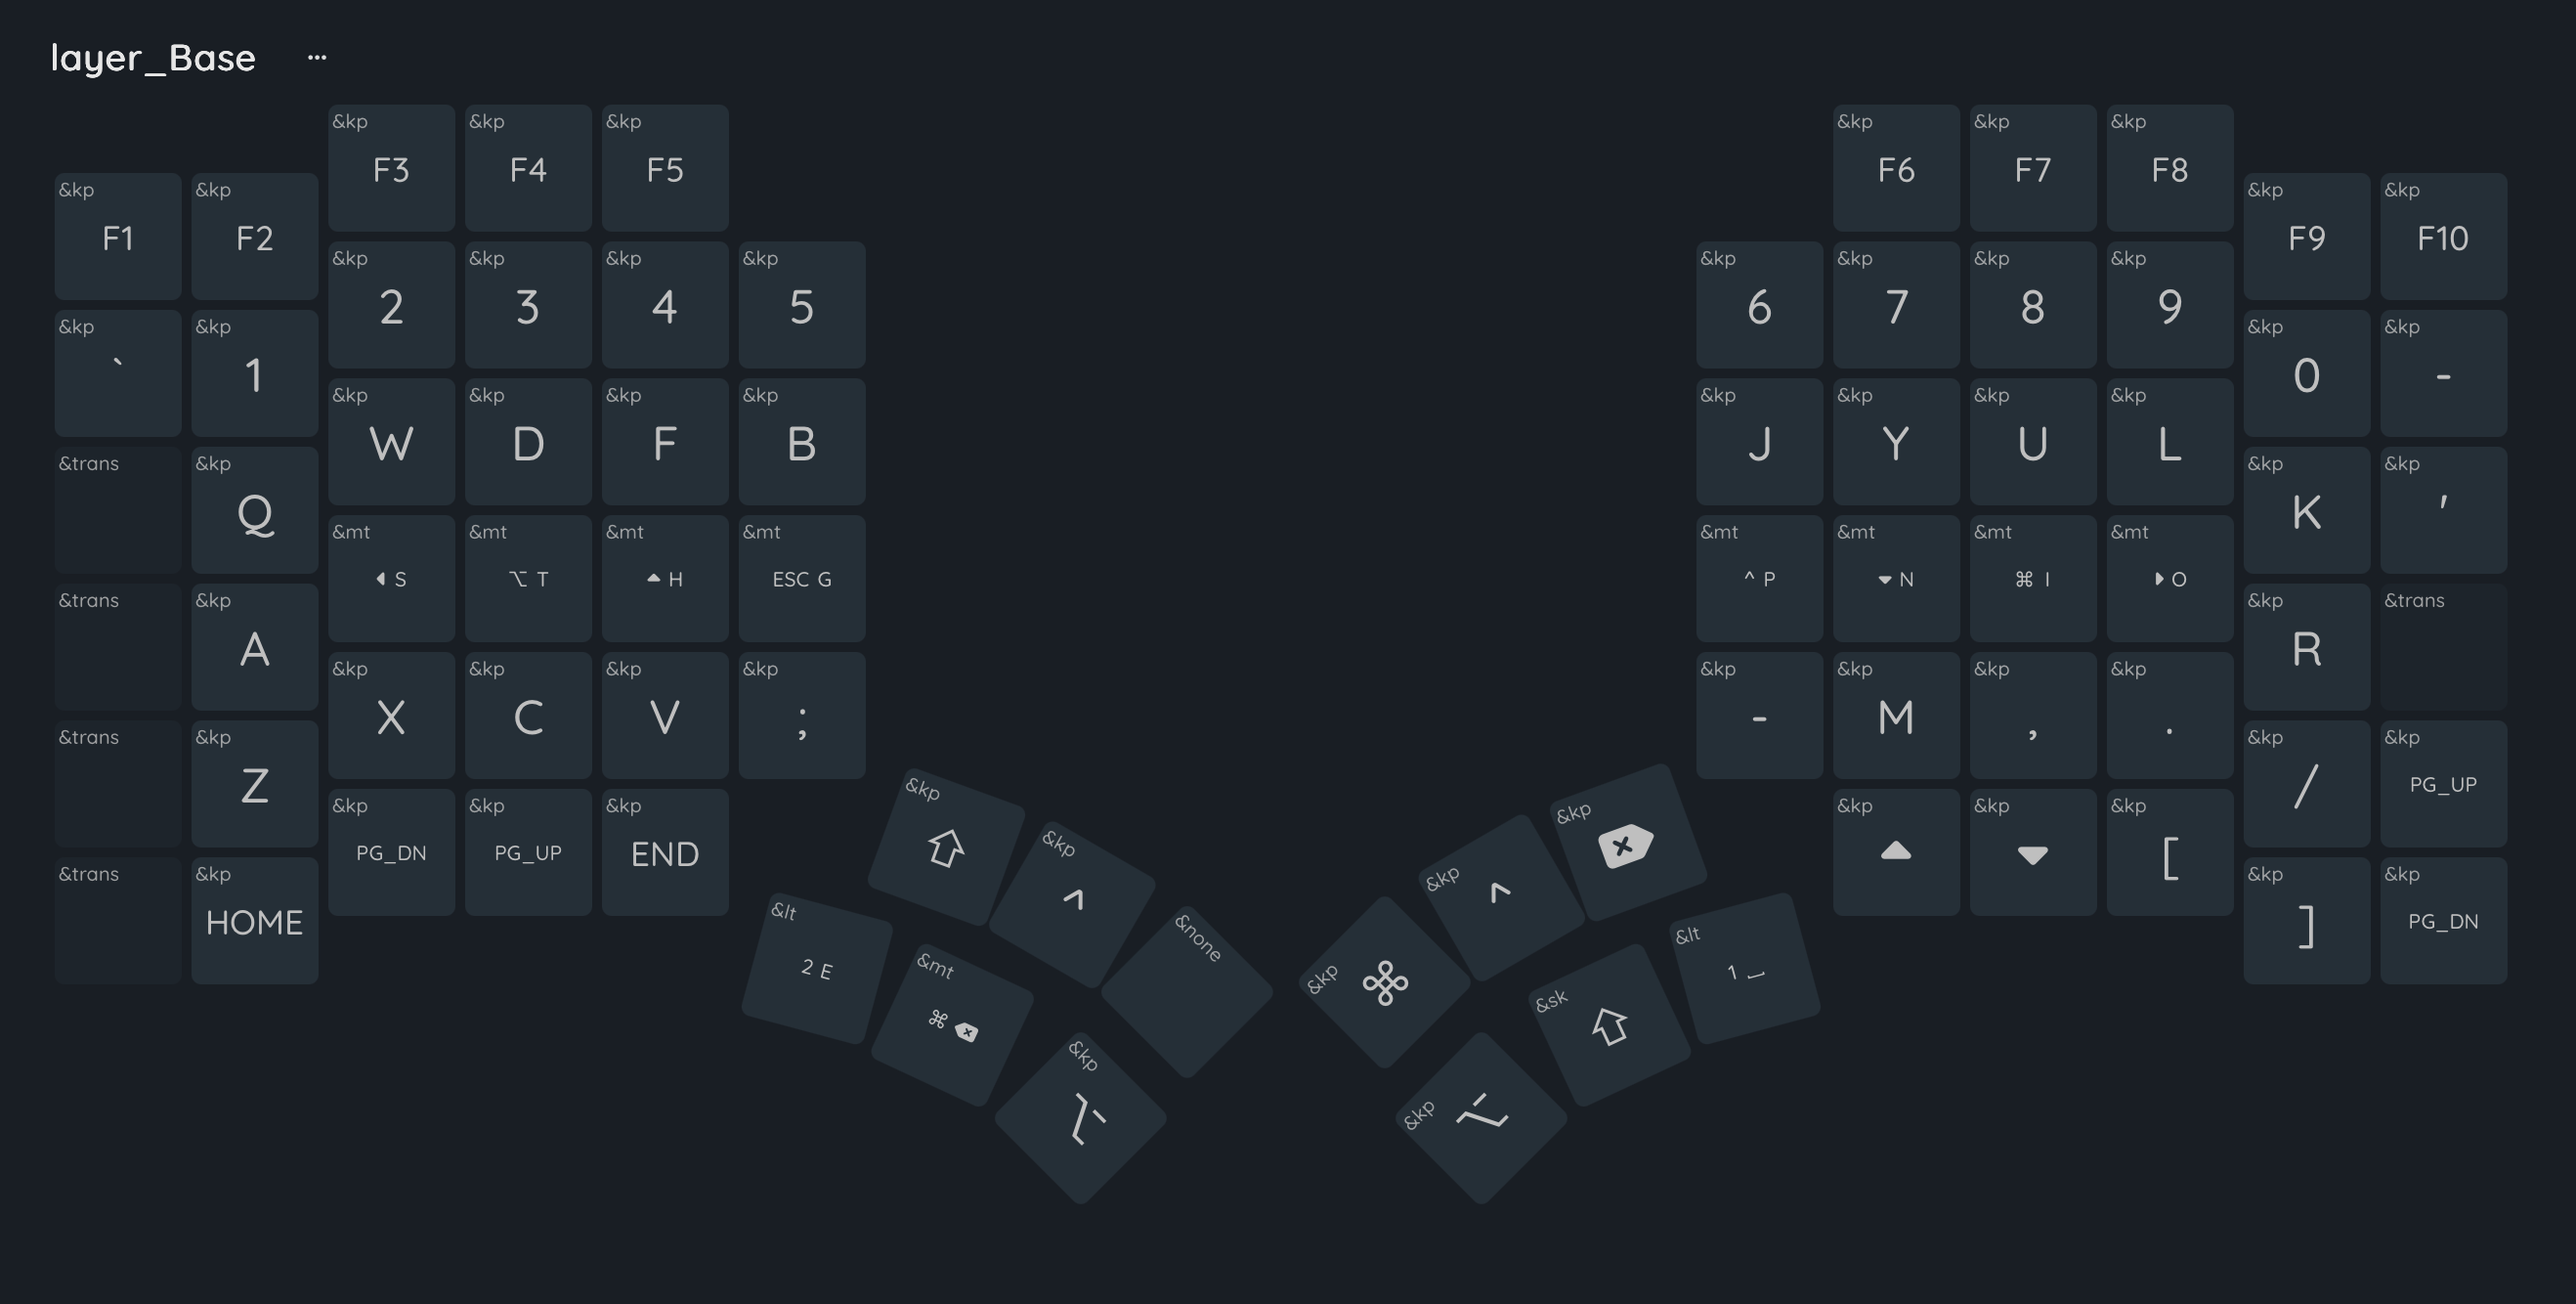 layer_Base ...
&kp F3 &kp F4 &kp F5 &kp F6 &kp F7 &kp F8
&kp F1 &kp F2 &kp F9 &kp F10
&kp 2 &kp 3 &kp 4 &kp 5 &kp 6 &kp 7 &kp 8 &kp 9
&kp ` &kp 1 &kp 0 &kp -
&kp W &kp D &kp F &kp B &kp J &kp Y &kp U &kp L
&trans &kp Q &kp K &kp '
&mt S &mt ⌥ T &mt H &mt ESC G &mt ^ P &mt N &mt ⌘ I &mt O
&trans &kp A &kp R &trans
&kp X &kp C &kp V &kp ; &kp - &kp M &kp , &kp .
&trans &kp Z &kp / &kp PG_UP
&kp PG_DN &kp PG_UP &kp END &kp &kp &kp [
&trans &kp HOME &kp ] &kp PG_DN
&kp ⇧ &kp ^ &none &kp ⌘ &kp ^ &kp ⌫
&lt 2 E &mt ⌘ ⌫ &kp ⌥ &kp ⌥ &sk ⇧ &lt 1 ⎵